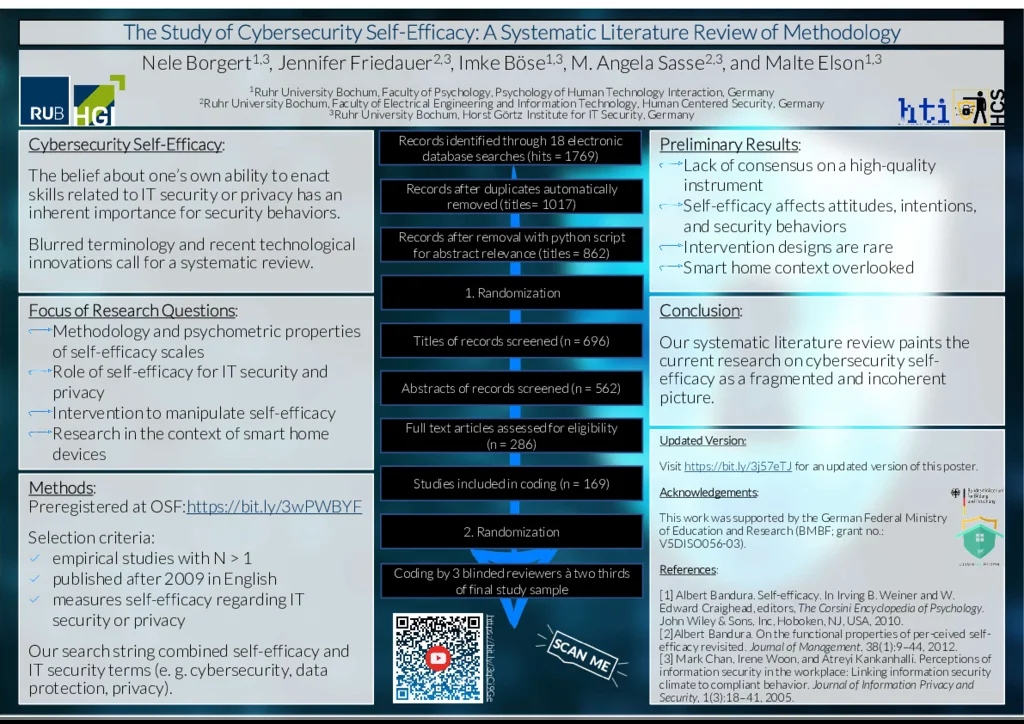 The Study of Cybersecurity Self-Efficacy: A Systematic Literature Review of Methodology
Nele Borgert1,3, Jennifer Friedauer2,3, Imke Böse1,3, M. Angela Sasse2,3, and Malte Elson1,3
1Ruhr University Bochum, Faculty of Psychology, Psychology of Human Technology Interaction, Germany
2Ruhr University Bochum, Faculty of Electrical Engineering and Information Technology, Human Centered Security, Germany
3Ruhr University Bochum, Horst Görtz Institute for IT Security, Germany
RUB
HGI
hti
HCS
Cybersecurity Self-Efficacy:
The belief about one's own ability to enact
skills related to IT security or privacy has an
inherent importance for security behaviors.
Blurred terminology and recent technological
innovations call for a systematic review.
Focus of Research Questions:
Methodology and psychometric properties
of self-efficacy scales
Role of self-efficacy for IT security and
privacy
Intervention to manipulate self-efficacy
Research in the context of smart home
devices
Methods:
Preregistered at OSF:https://bit.ly/3wPWBYF
Selection criteria:
✓ empirical studies with N > 1
✓ published after 2009 in English
✓ measures self-efficacy regarding IT
security or privacy
Our search string combined self-efficacy and
IT security terms (e. g. cybersecurity, data
protection, privacy).
Records identified through 18 electronic
database searches (hits = 1769)
Records after duplicates automatically
removed (titles= 1017)
Records after removal with python script
for abstract relevance (titles = 862)
1. Randomization
Titles of records screened (n = 696)
Abstracts of records screened (n = 562)
Full text articles assessed for eligibility
(n = 286)
Studies included in coding (n = 169)
2. Randomization
Coding by 3 blinded reviewers à two thirds
of final study sample
SCAN ME
Preliminary Results:
Lack of consensus on a high-quality
instrument
Self-efficacy affects attitudes, intentions,
and security behaviors
Intervention designs are rare
Smart home context overlooked
Conclusion:
Our systematic literature review paints the
current research on cybersecurity self-
efficacy as a fragmented and incoherent
picture.
Updated Version:
Visit https://bit.ly/3j57eTJ for an updated version of this poster.
Acknowledgements:
This work was supported by the German Federal Ministry
of Education and Research (BMBF; grant no.:
V5DISO056-03).
References:
[1] Albert Bandura. Self-efficacy. In Irving B. Weiner and W.
Edward Craighead, editors, The Corsini Encyclopedia of Psychology.
John Wiley & Sons, Inc, Hoboken, NJ, USA, 2010.
[2]Albert Bandura. On the functional properties of per-ceived self-
efficacy revisited. Journal of Management, 38(1):9–44, 2012.
[3] Mark Chan, Irene Woon, and Atreyi Kankanhalli. Perceptions of
information security in the workplace: Linking information security
climate to compliant behavior. Journal of Information Privacy and
Security, 1(3):18–41, 2005.